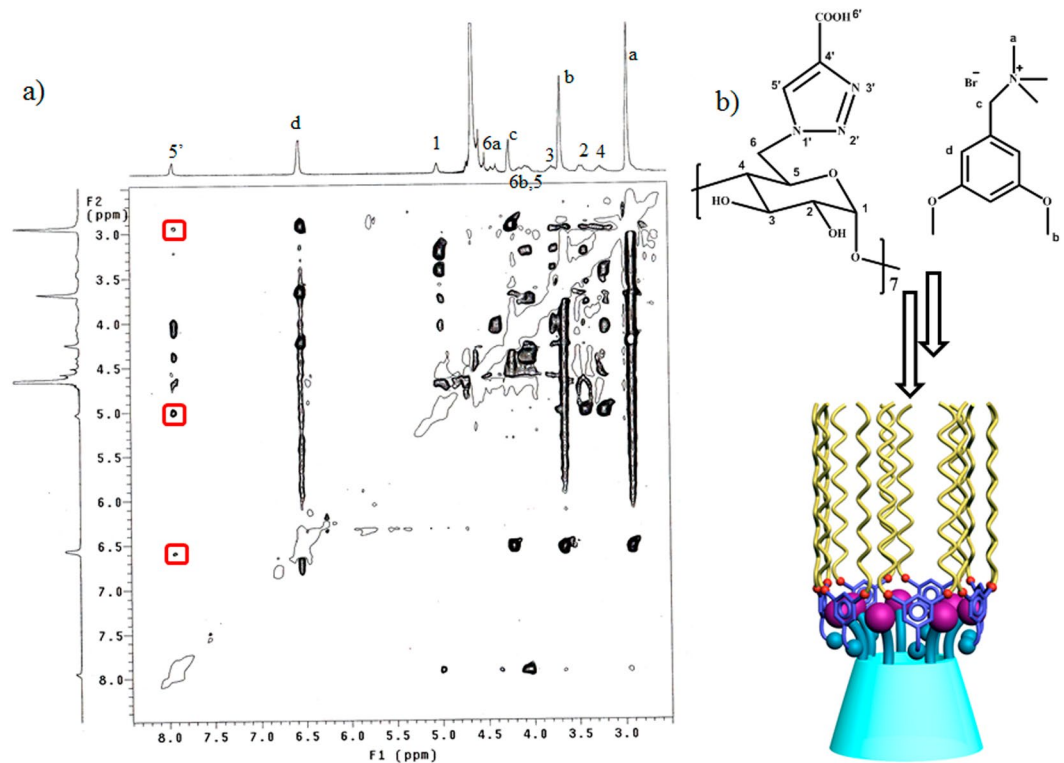 a)
5'
d
1
6a
c
6b,5
b
3
2
4
a
F2
(ppm)
3.0
3.5
4.0
4.5
5.0
5.5
6.0
6.5
7.0
7.5
8.0
8.0 7.5 7.0 6.5 6.0 5.5 5.0 4.5 4.0 3.5 3.0
F1 (ppm)
b)
COOH 6'
4'
5'
3'
N
N
2'
N
1'
6
4
5
HO
3
2
OH
1
O
O
7
a
Br−
N+
c
d
O
O
b